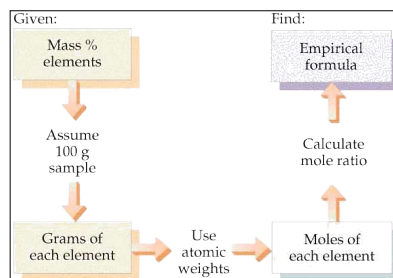 Given:
Mass %
elements
Assume
100 g
sample
Grams of
each element
Use
atomic
weights
Moles of
each element
Calculate
mole ratio
Find:
Empirical
formula